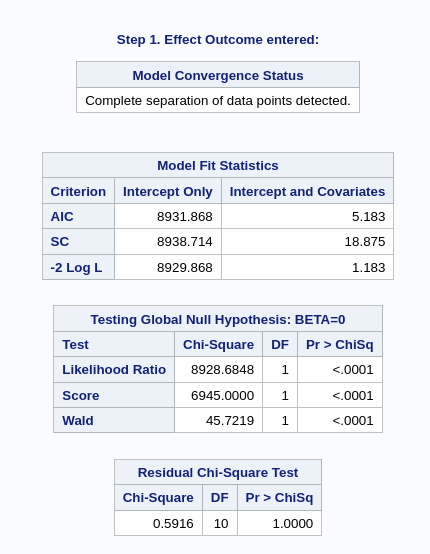 Step 1. Effect Outcome entered:
Model Convergence Status
Complete separation of data points detected.
Model Fit Statistics
Criterion Intercept Only Intercept and Covariates
AIC 8931.868 5.183
SC 8938.714 18.875
-2 Log L 8929.868 1.183
Testing Global Null Hypothesis: BETA=0
Test Chi-Square DF Pr > ChiSq
Likelihood Ratio 8928.6848 1 <.0001
Score 6945.0000 1 <.0001
Wald 45.7219 1 <.0001
Residual Chi-Square Test
Chi-Square DF Pr > ChiSq
0.5916 10 1.0000